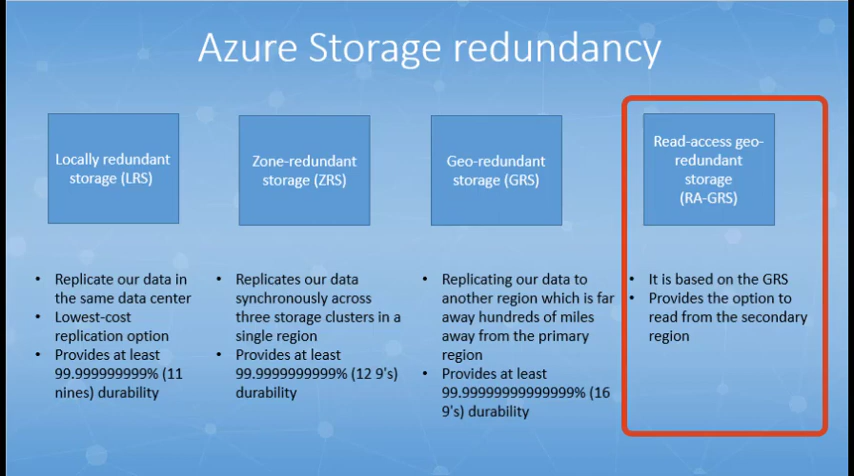 Azure Storage redundancy
Locally redundant
storage (LRS)
Zone-redundant
storage (ZRS)
Geo-redundant
storage (GRS)
Read-access geo-
redundant
storage
(RA-GRS)
• Replicate our data in
the same data center
• Lowest-cost
replication option
• Provides at least
99.999999999% (11
nines) durability
• Replicates our data
synchronously across
three storage clusters in a
single region
• Provides at least
99.9999999999% (12 9's)
durability
• Replicating our data to
another region which is far
away hundreds of miles
away from the primary
region
• Provides at least
99.99999999999999% (16
9's) durability
• It is based on the GRS
• Provides the option to
read from the secondary
region